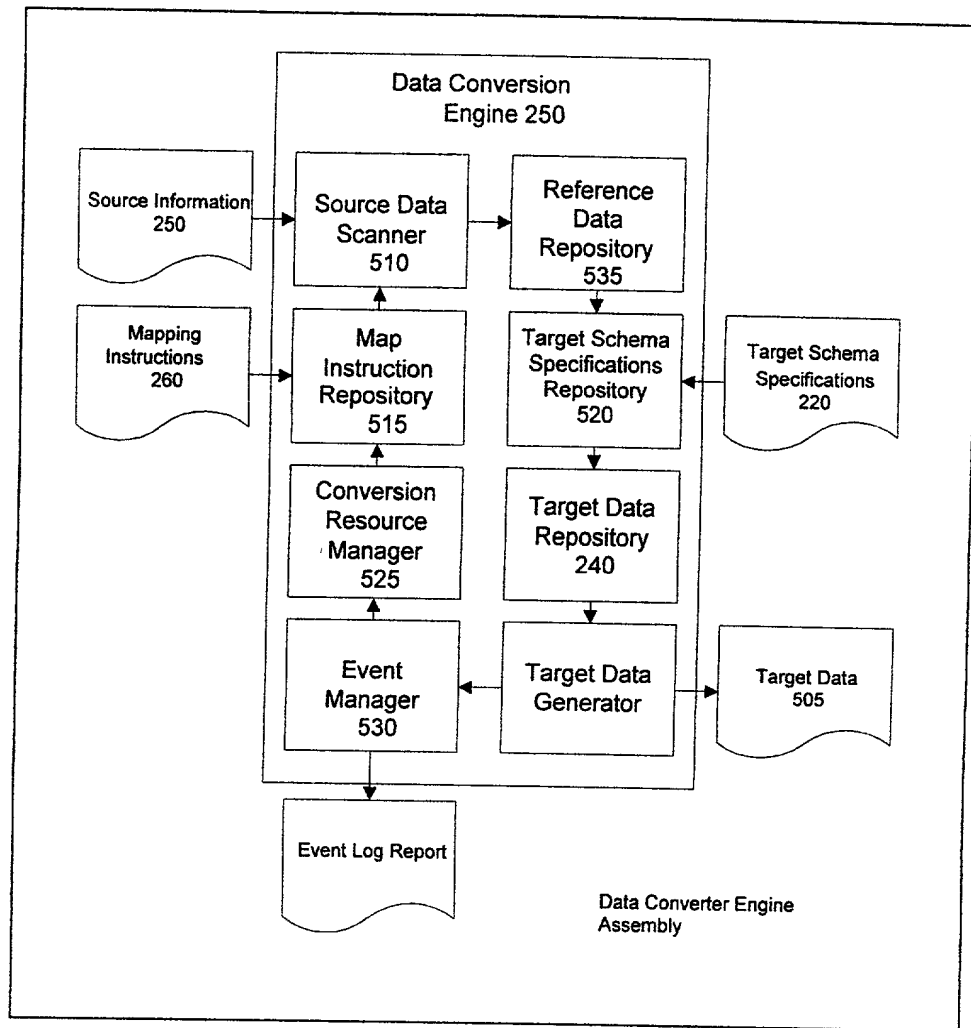 Data Conversion
Engine 250
Source Information
250
Source Data
Scanner
510
Reference
Data
Repository
535
Mapping
Instructions
260
Map
Instruction
Repository
515
Target Schema
Specifications
Repository
520
Target Schema
Specifications
220
Conversion
Resource
Manager
525
Target Data
Repository
240
Event
Manager
530
Target Data
Generator
Target Data
505
Event Log Report
Data Converter Engine
Assembly